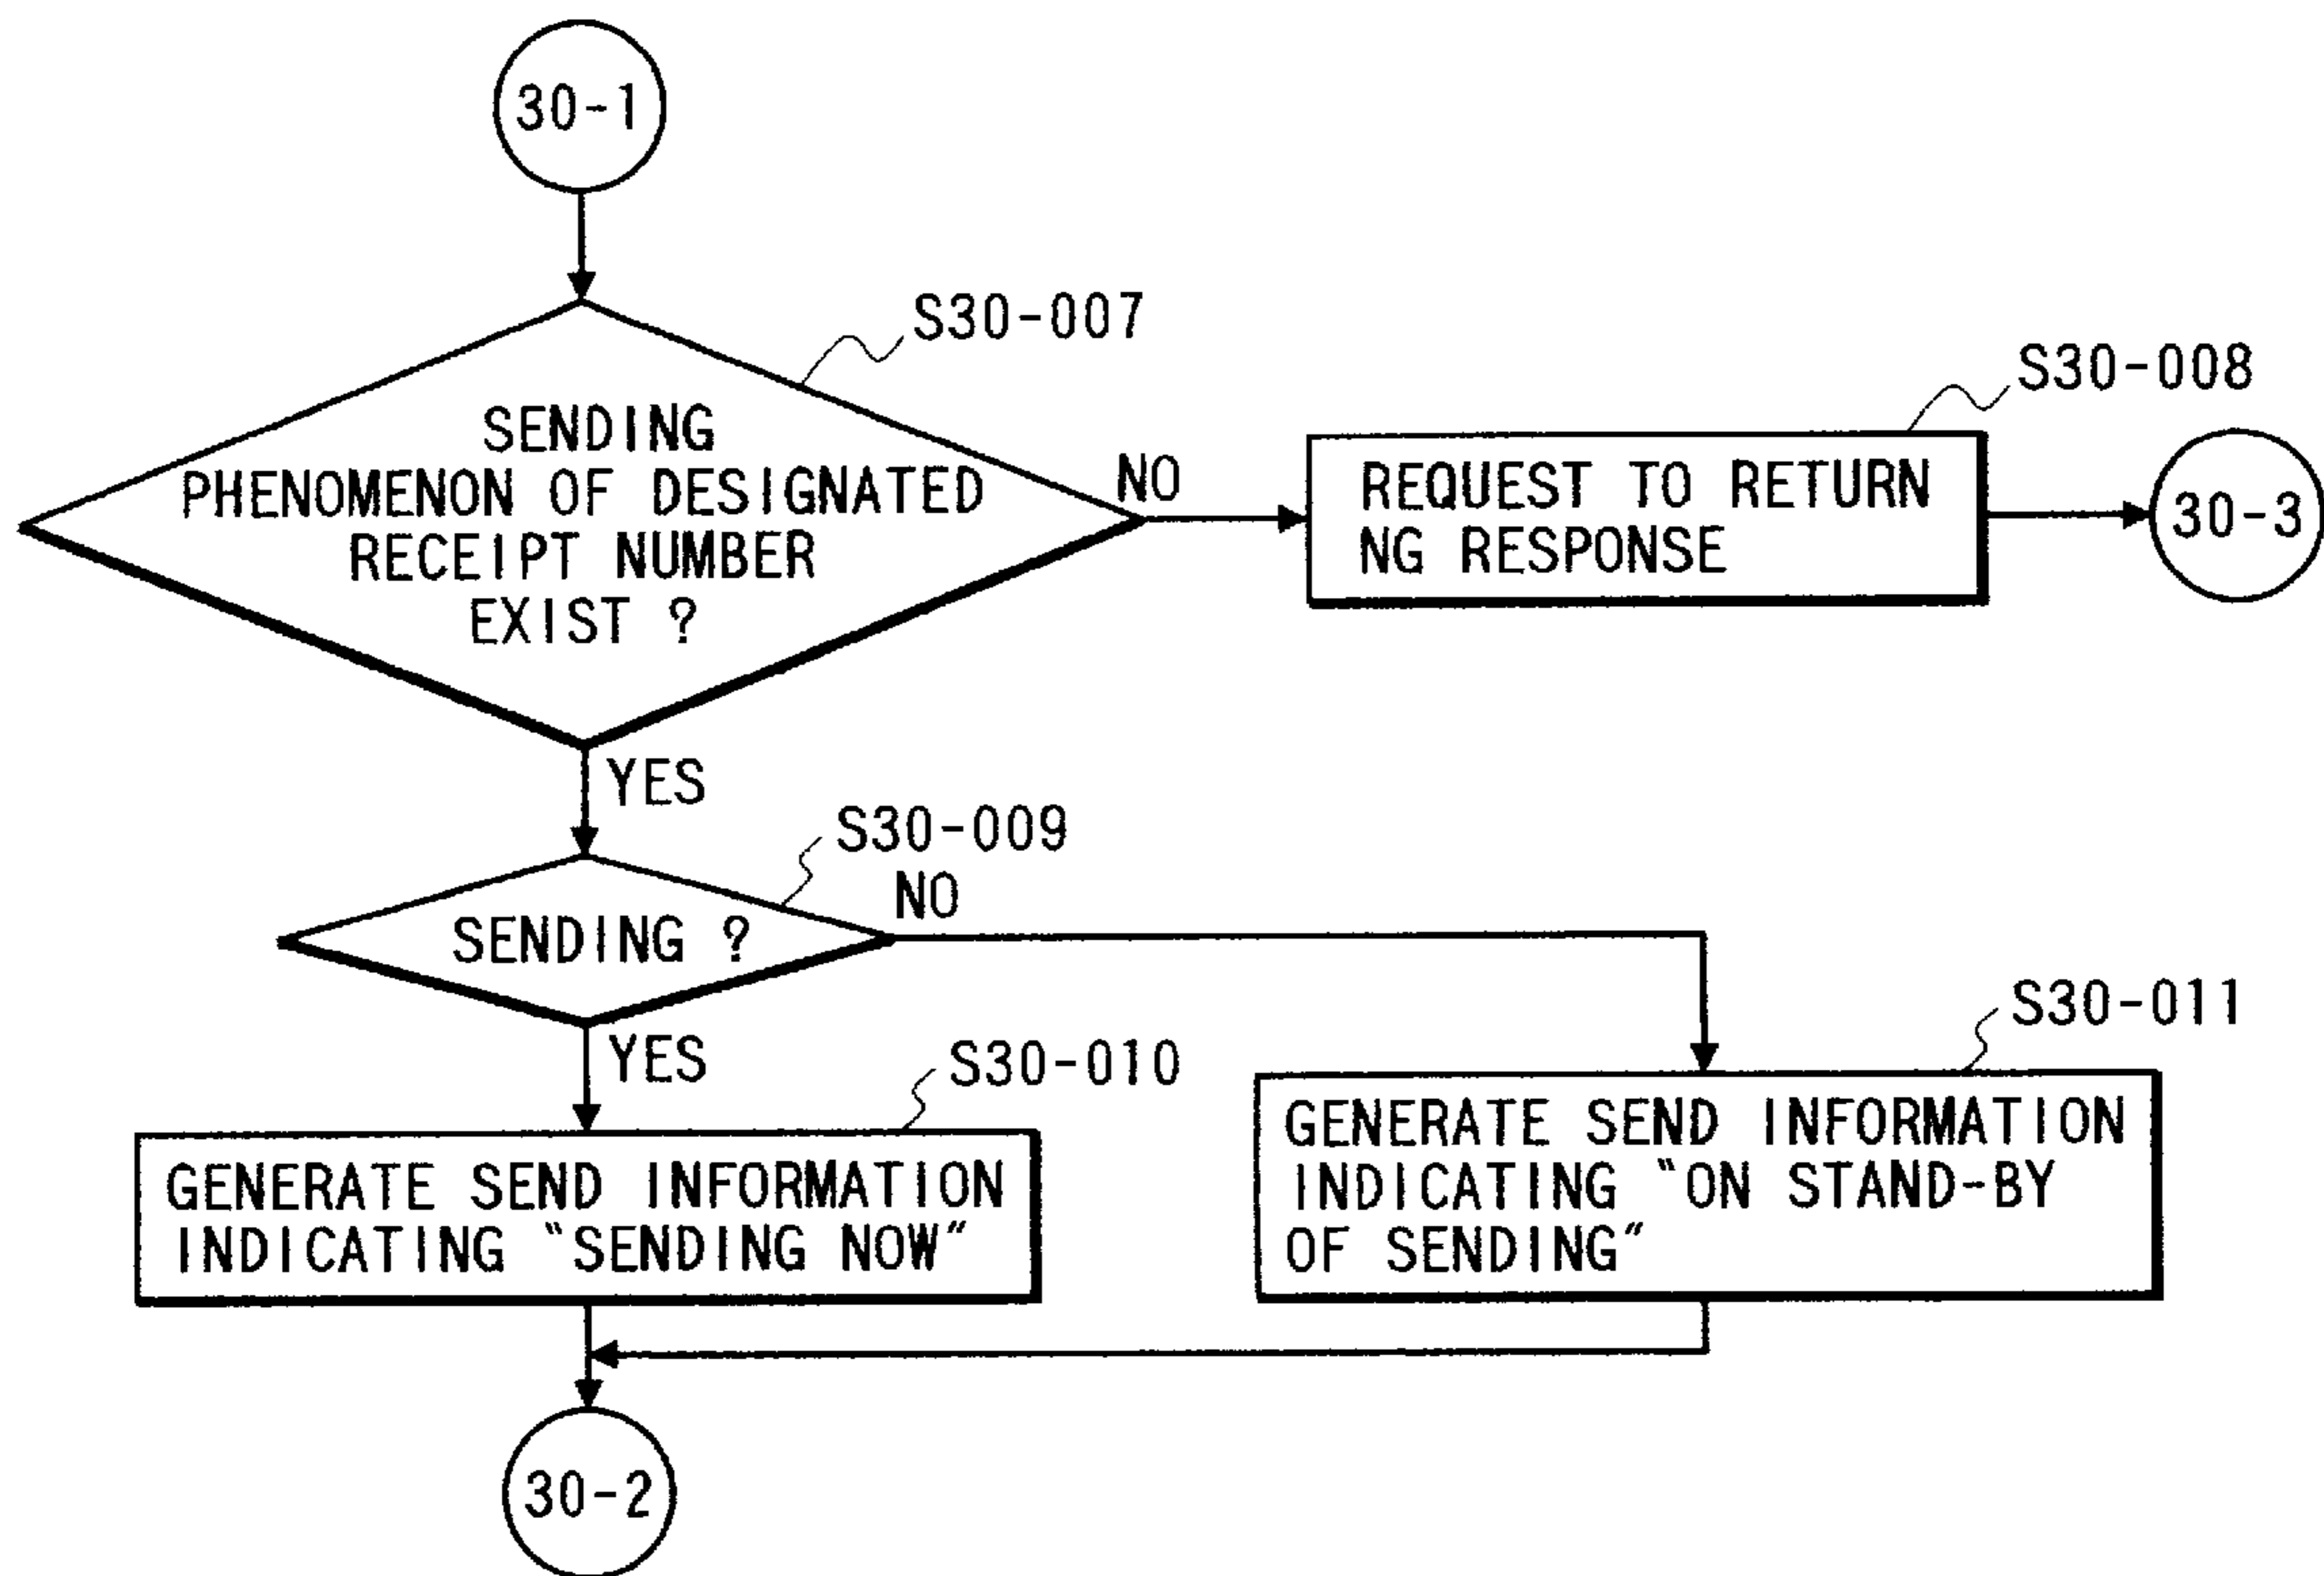 30-1
S30-007
SENDING
PHENOMENON OF DESIGNATED
RECEIPT NUMBER
EXIST ?
NO
S30-008
REQUEST TO RETURN
NG RESPONSE
30-3
YES
S30-009
SENDING ?
NO
YES
S30-010
GENERATE SEND INFORMATION
INDICATING "SENDING NOW"
S30-011
GENERATE SEND INFORMATION
INDICATING "ON STAND-BY
OF SENDING"
30-2